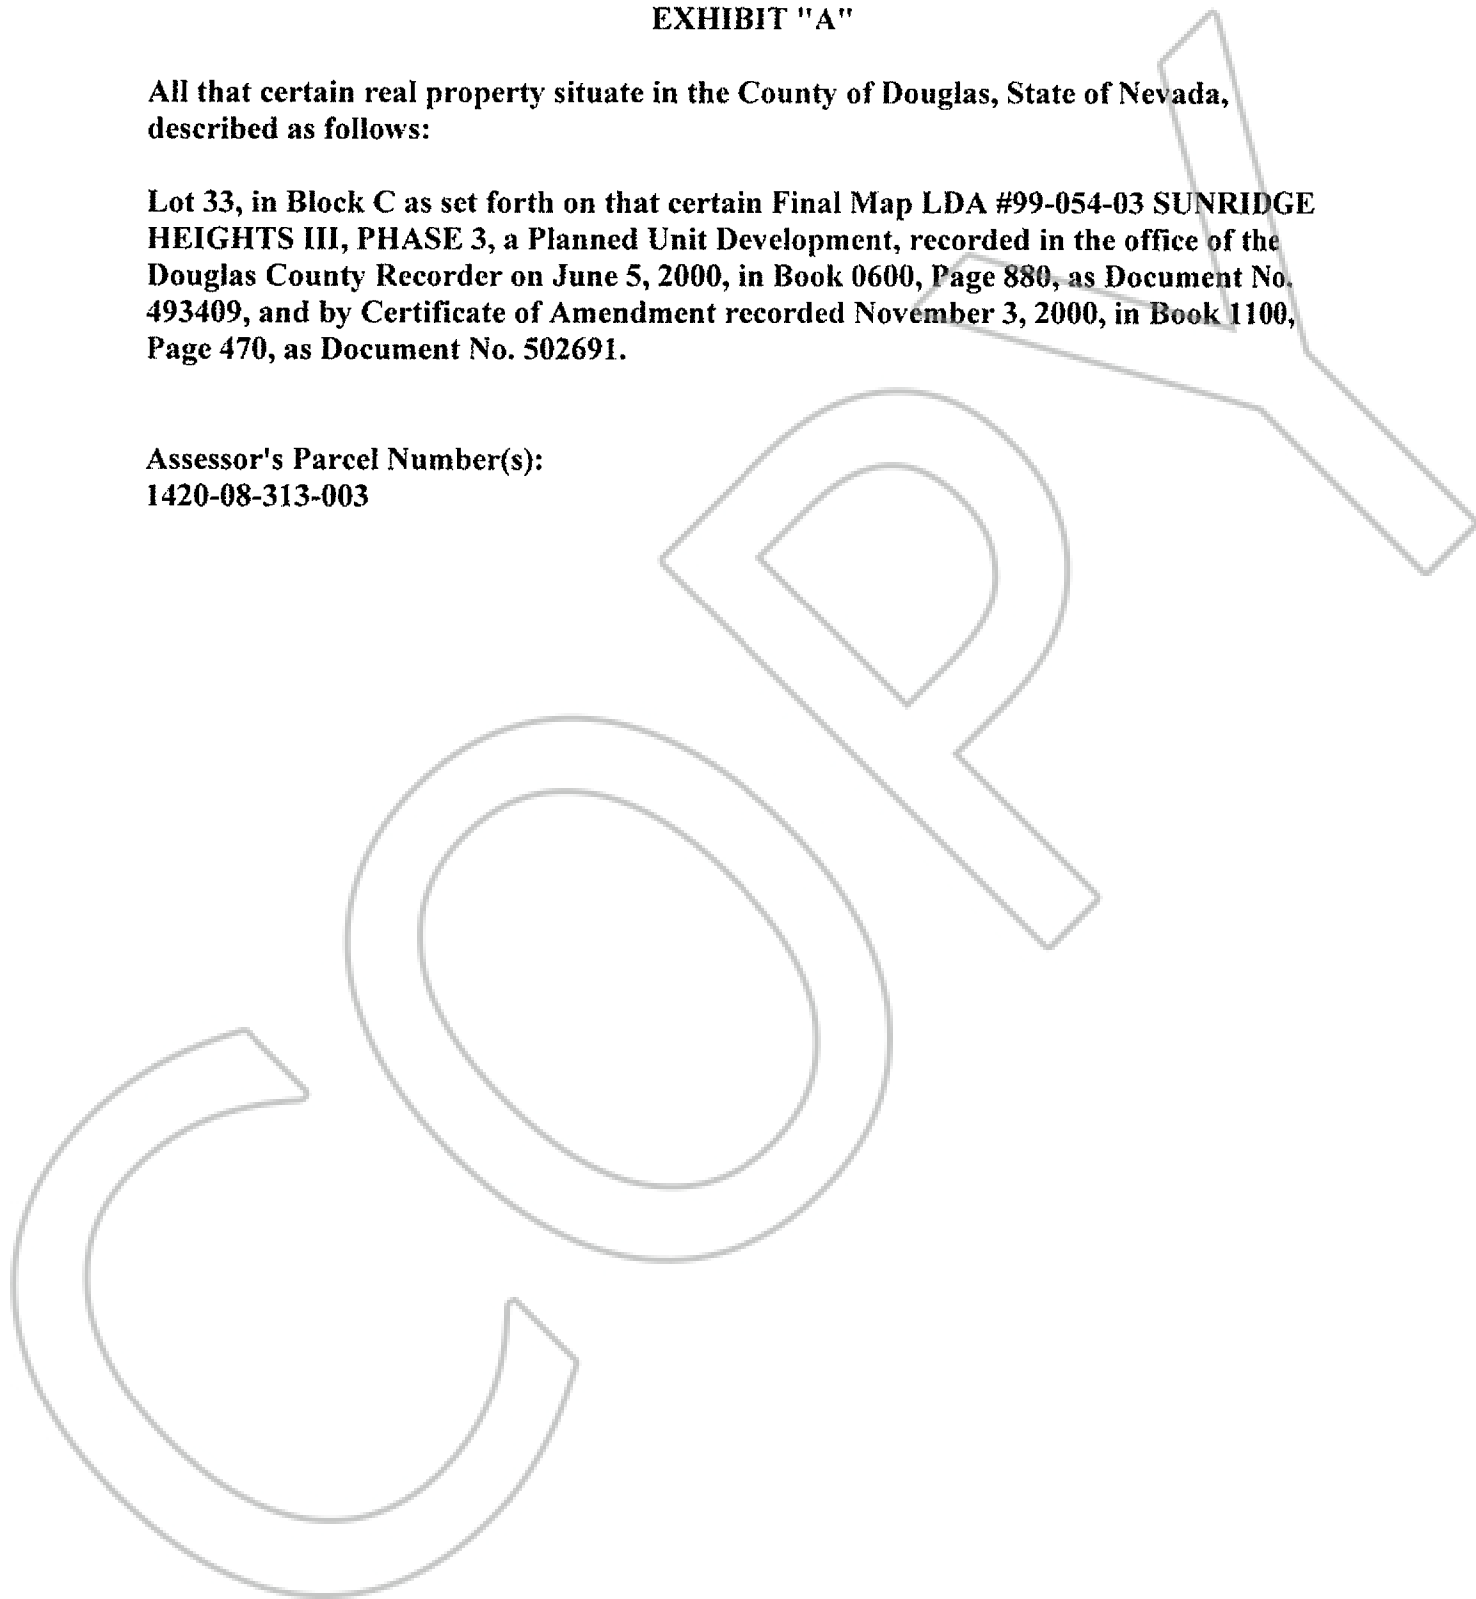 EXHIBIT "A"
All that certain real property situate in the County of Douglas, State of Nevada,
described as follows:
Lot 33, in Block C as set forth on that certain Final Map LDA #99-054-03 SUNRIDGE
HEIGHTS III, PHASE 3, a Planned Unit Development, recorded in the office of the
Douglas County Recorder on June 5, 2000, in Book 0600, Page 880, as Document No.
493409, and by Certificate of Amendment recorded November 3, 2000, in Book 1100,
Page 470, as Document No. 502691.
Assessor's Parcel Number(s):
1420-08-313-003
COPY